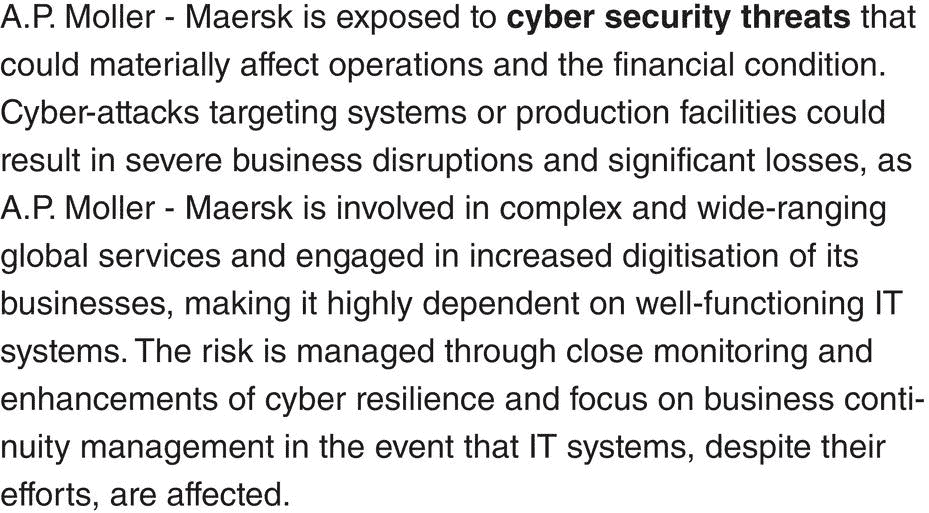 A.P. Moller - Maersk is exposed to cyber security threats that
could materially affect operations and the financial condition.
Cyber-attacks targeting systems or production facilities could
result in severe business disruptions and significant losses, as
A.P. Moller - Maersk is involved in complex and wide-ranging
global services and engaged in increased digitisation of its
businesses, making it highly dependent on well-functioning IT
systems. The risk is managed through close monitoring and
enhancements of cyber resilience and focus on business conti-
nuity management in the event that IT systems, despite their
efforts, are affected.